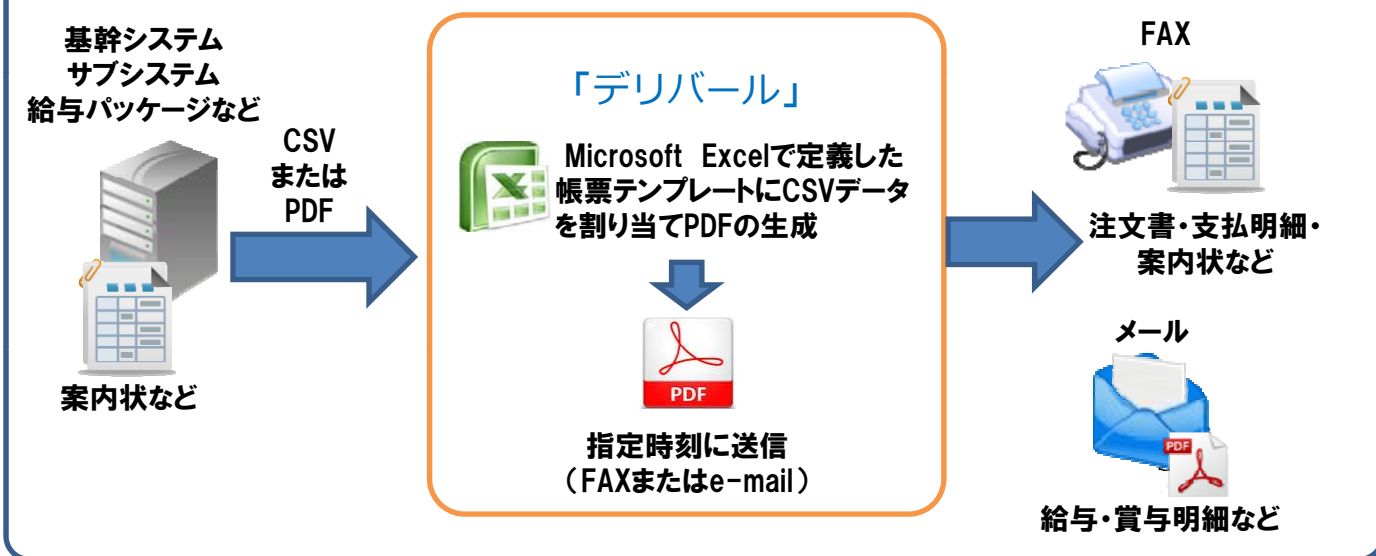 基幹システム
サブシステム
給与パッケージなど
CSV
または
PDF
案内状など
「デリバール」
Microsoft Excelで定義した
帳票テンプレートにCSVデータ
を割り当てPDFの生成
PDF
指定時刻に送信
(FAXまたはe-mail)
FAX
注文書・支払明細・
案内状など
メール
PDF
給与・賞与明細など